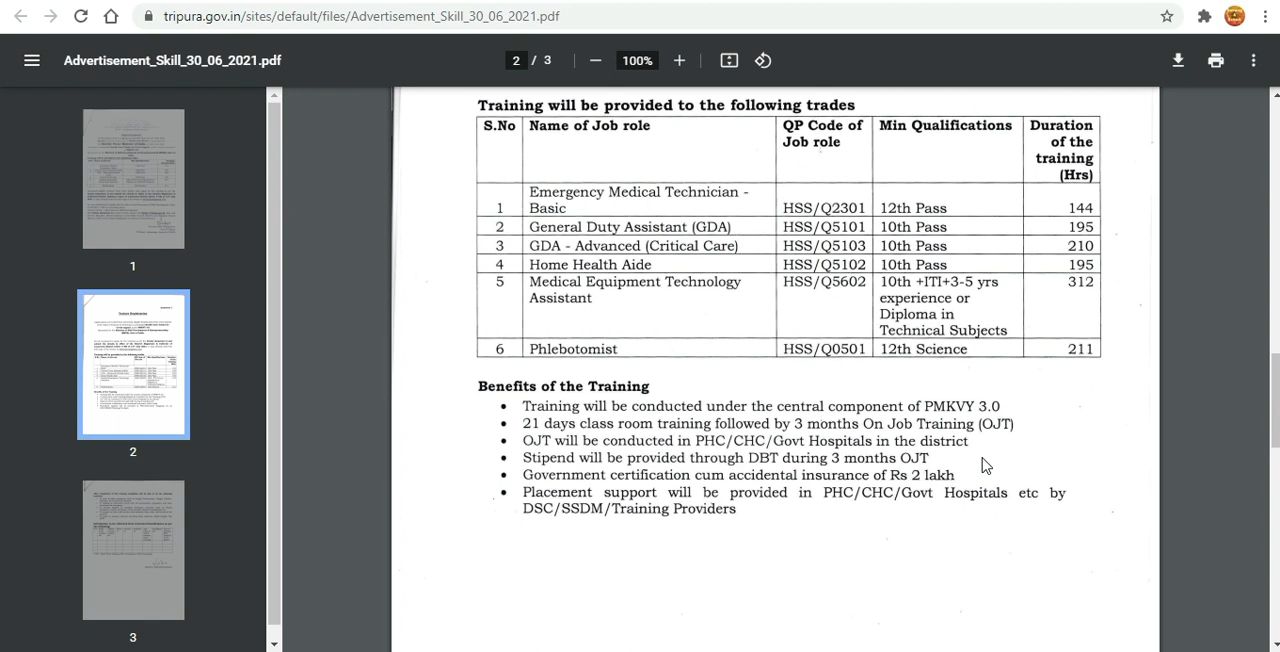 tripura.gov.in/sites/default/files/Advertisement_Skill_30_06_2021.pdf
Advertisement_Skill_30_06_2021.pdf
2 / 3
100%
1
2
3
Training will be provided to the following trades
S.No Name of Job role QP Code of Job role Min Qualifications Duration of the training (Hrs)
1 Emergency Medical Technician - Basic HSS/Q2301 12th Pass 144
2 General Duty Assistant (GDA) HSS/Q5101 10th Pass 195
3 GDA - Advanced (Critical Care) HSS/Q5103 10th Pass 210
4 Home Health Aide HSS/Q5102 10th Pass 195
5 Medical Equipment Technology Assistant HSS/Q5602 10th +ITI+3-5 yrs experience or Diploma in Technical Subjects 312
6 Phlebotomist HSS/Q0501 12th Science 211
Benefits of the Training
• Training will be conducted under the central component of PMKVY 3.0
• 21 days class room training followed by 3 months On Job Training (OJT)
• OJT will be conducted in PHC/CHC/Govt Hospitals in the district
• Stipend will be provided through DBT during 3 months OJT
• Government certification cum accidental insurance of Rs 2 lakh
• Placement support will be provided in PHC/CHC/Govt Hospitals etc by
DSC/SSDM/Training Providers